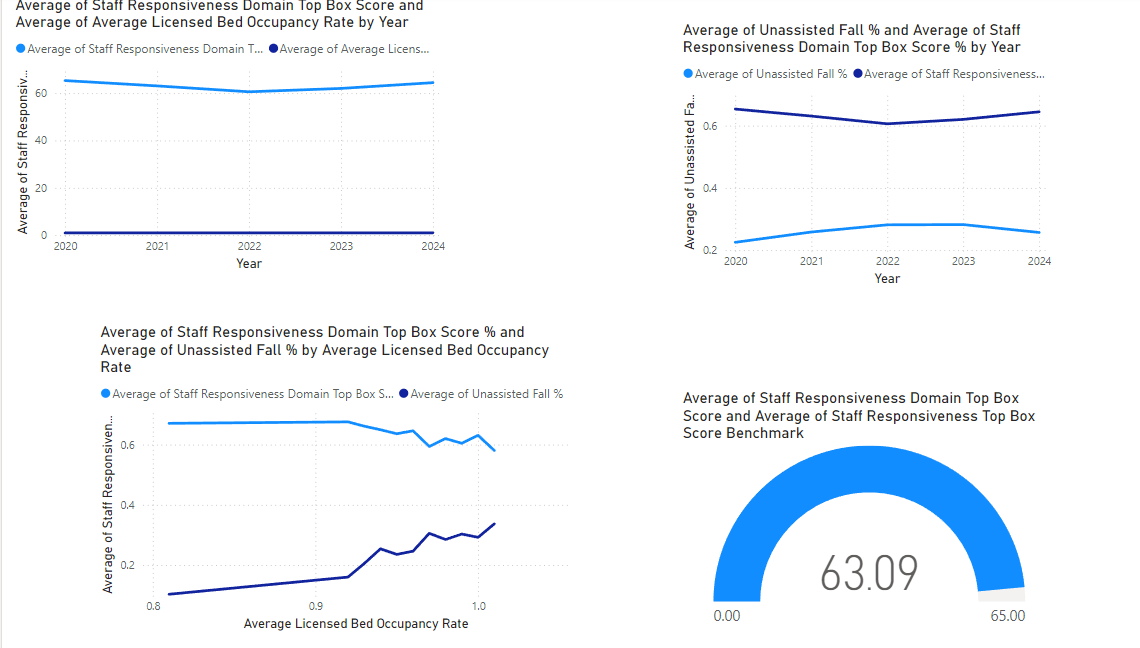 Average of Staff Responsiveness Domain Top Box Score and
Average of Average Licensed Bed Occupancy Rate by Year
Average of Staff Responsiveness Domain T... Average of Average Licens...
Average of Staff Responsiv...
60
40
20
0
2020 2021 2022 2023 2024
Year
Average of Unassisted Fall % and Average of Staff
Responsiveness Domain Top Box Score % by Year
Average of Unassisted Fall % Average of Staff Responsiveness...
Average of Unassisted Fa...
0.6
0.4
0.2
2020 2021 2022 2023 2024
Year
Average of Staff Responsiveness Domain Top Box Score % and
Average of Unassisted Fall % by Average Licensed Bed Occupancy
Rate
Average of Staff Responsiveness Domain Top Box S... Average of Unassisted Fall %
Average of Staff Responsiven...
0.6
0.4
0.2
0.8 0.9 1.0
Average Licensed Bed Occupancy Rate
Average of Staff Responsiveness Domain Top Box
Score and Average of Staff Responsiveness Top Box
Score Benchmark
63.09
0.00 65.00